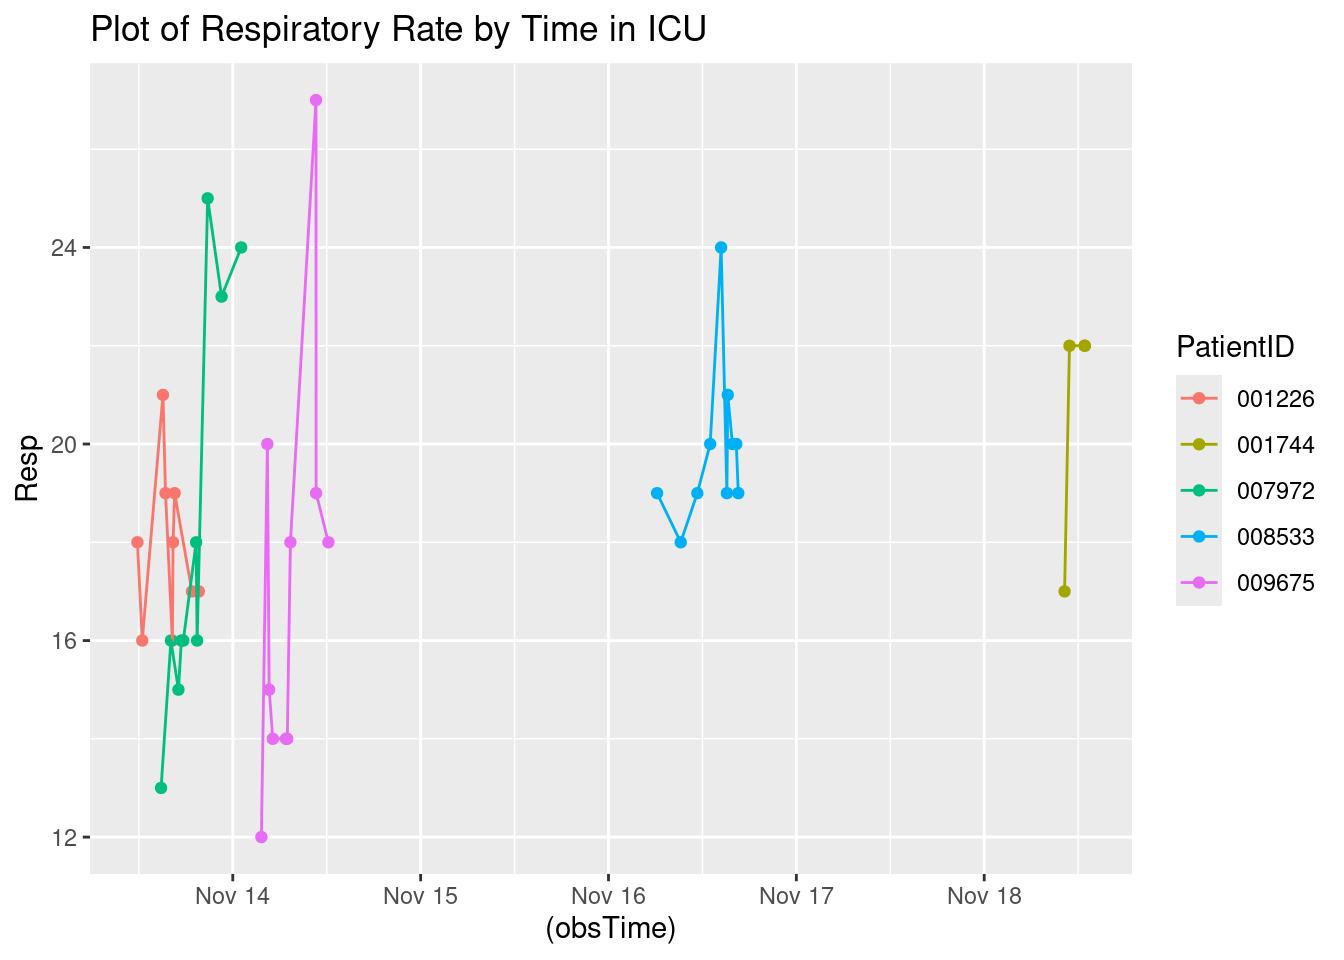 Plot of Respiratory Rate by Time in ICU
24
20
16
12
Resp
Nov 14
Nov 15
Nov 16
Nov 17
Nov 18
(obsTime)
PatientID
001226
001744
007972
008533
009675